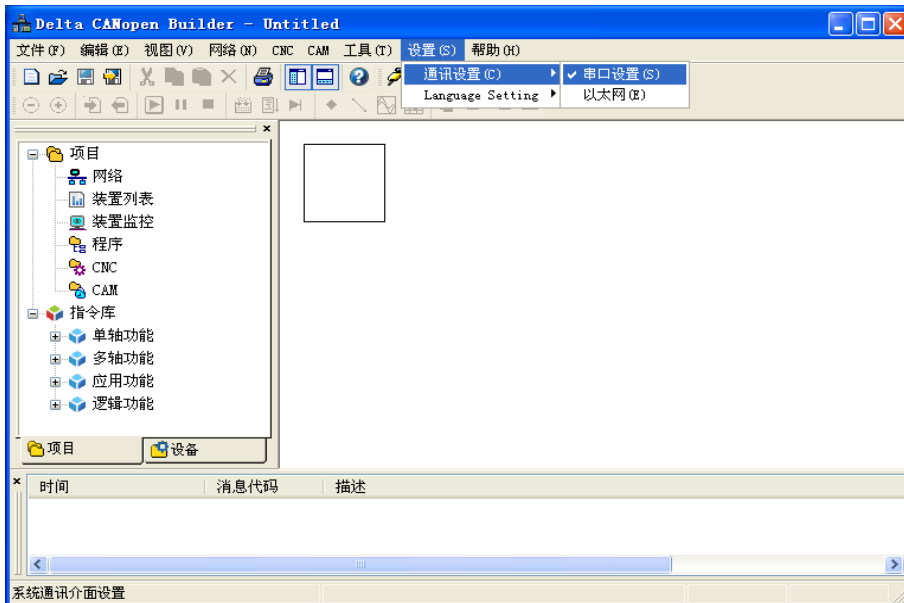 Delta CANopen Builder - Untitled
文件(F) 编辑(E) 视图(V) 网络(N) CNC CAM 工具(T) 设置(S) 帮助(H)
通讯设置(C) 串口设置(S)
Language Setting 以太网(E)
项目
网络
装置列表
装置监控
程序
CNC
CAM
指令库
单轴功能
多轴功能
应用功能
逻辑功能
项目 设备
时间 消息代码 描述
系统通讯介面设置